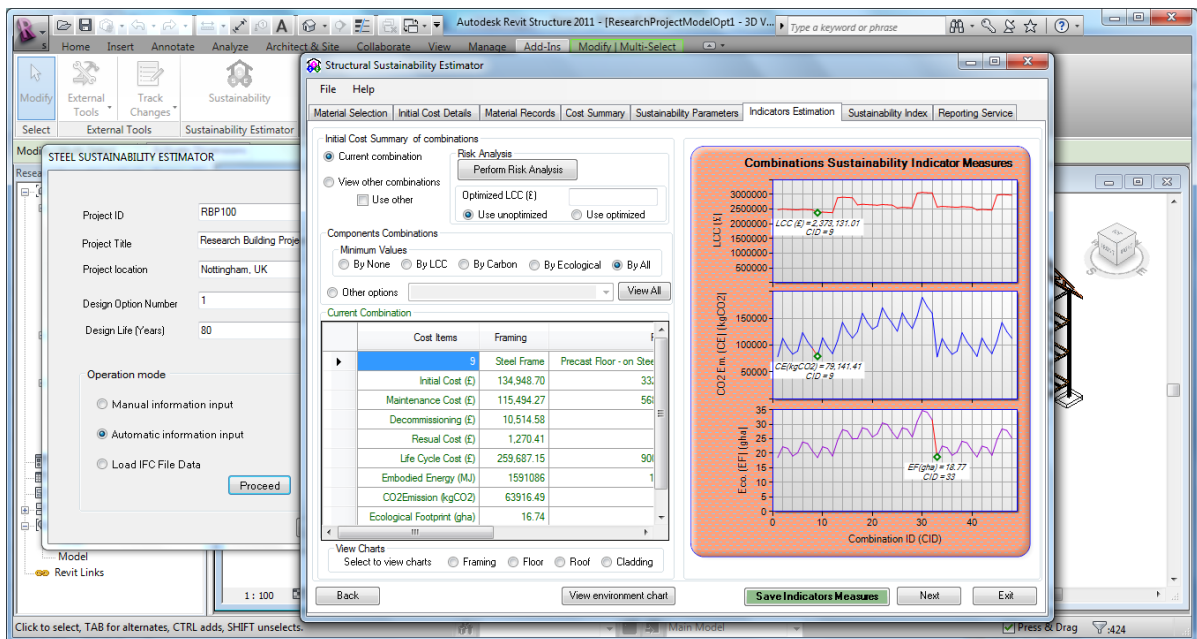 Autodesk Revit Structure 2011 - [ResearchProjectModelOpt1 - 3D V...
Type a keyword or phrase
Home Insert Annotate Analyze Architect & Site Collaborate View Manage Add-Ins Modify | Multi-Select
Modify
External Tools
Track Changes
Sustainability
Select External Tools Sustainability Estimator
STEEL SUSTAINABILITY ESTIMATOR
Project ID RBP100
Project Title Research Building Proje
Project location Nottingham, UK
Design Option Number 1
Design Life (Years) 80
Operation mode
Manual information input
Automatic information input
Load IFC File Data
Proceed
Model
Revit Links
1 : 100
Structural Sustainability Estimator
File Help
Material Selection Initial Cost Details Material Records Cost Summary Sustainability Parameters Indicators Estimation Sustainability Index Reporting Service
Initial Cost Summary of combinations
Current combination
View other combinations
Use other
Risk Analysis
Perform Risk Analysis
Optimized LCC (£)
Use unoptimized Use optimized
Components Combinations
Minimum Values
By None By LCC By Carbon By Ecological By All
Other options View All
Current Combination
Cost Items Framing
9 Steel Frame Precast Floor - on Stee
Initial Cost (£) 134,948.70
Maintenance Cost (£) 115,494.27
Decommissioning (£) 10,514.58
Resual Cost (£) 1,270.41
Life Cycle Cost (£) 259,687.15
Embodied Energy (MJ) 1591086
CO2Emission (kgCO2) 63916.49
Ecological Footprint (gha) 16.74
View Charts
Select to view charts Framing Floor Roof Cladding
Back View environment chart Save Indicators Measures Next Exit
Combinations Sustainability Indicator Measures
LCC (£)
3000000
2500000
2000000
1500000
1000000
500000
LCC (£) = 2,373,131.01
CID = 9
CO2 Em. (CE) (kgCO2)
150000
100000
50000
CE(kgCO2) = 79,141.41
CID = 9
Eco. (EF) (gha)
35
30
25
20
15
10
5
0
EF(gha) = 18.77
CID = 33
0 10 20 30 40
Combination ID (CID)
Click to select, TAB for alternates, CTRL adds, SHIFT unselects.
Main Model
Press & Drag
:424